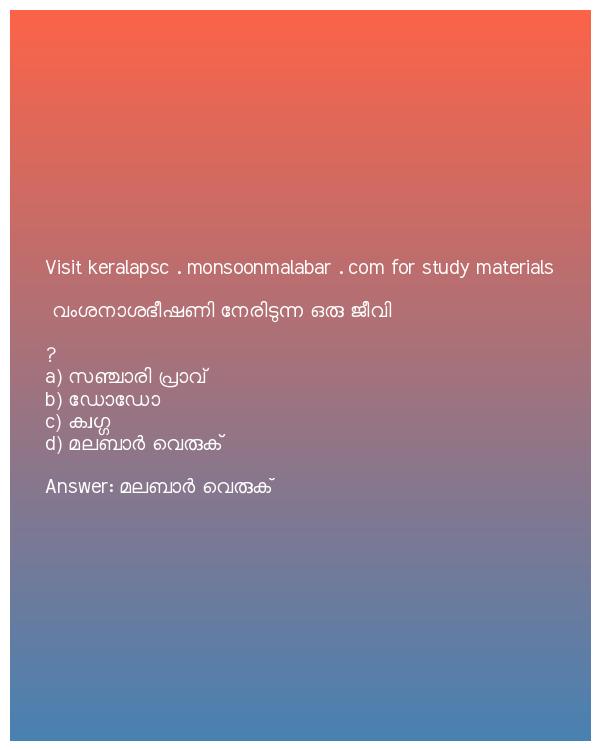 Visit keralapsc . monsoonmalabar . com for study materials
വംശനാശഭീഷണി നേരിടുന്ന ഒരു ജീവി
?
a) സഞ്ചാരി പ്രാവ്
b) ഡോഡോ
c) ക്വഗ്ഗ
d) മലബാർ വെരുക്
Answer: മലബാർ വെരുക്